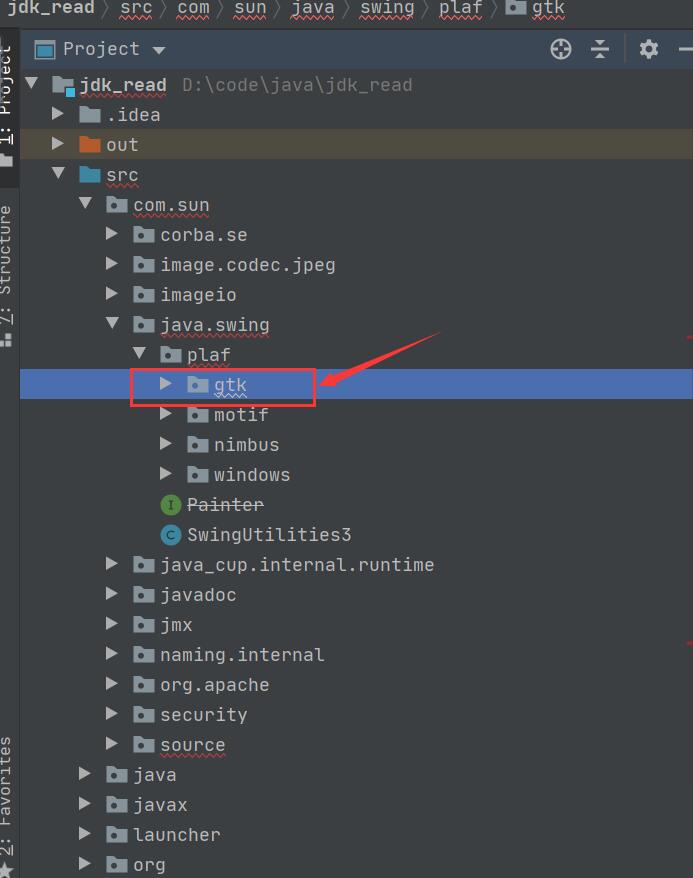 jdk_read src com sun java swing plaf gtk
Project
jdk_read D:\code\java\jdk_read
.idea
out
src
com.sun
corba.se
image.codec.jpeg
imageio
java.swing
plaf
gtk
motif
nimbus
windows
I Painter
C SwingUtilities3
java_cup.internal.runtime
javadoc
jmx
naming.internal
org.apache
security
source
java
javax
launcher
org
1: Project
7: Structure
2: Favorites